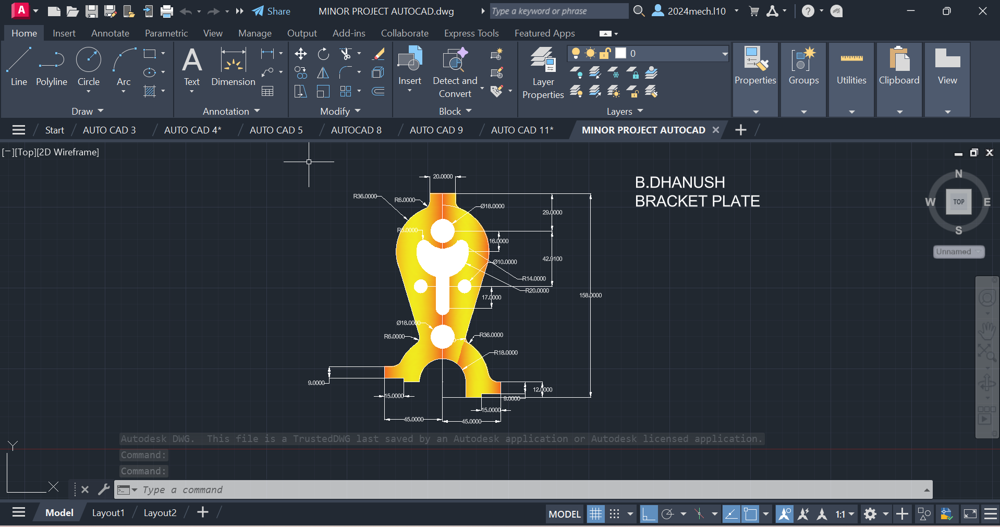 A Share MINOR PROJECT AUTOCAD.dwg Type a keyword or phrase 2024mech.l10 ?
Home Insert Annotate Parametric View Manage Output Add-ins Collaborate Express Tools Featured Apps
Line Polyline Circle Arc
A Text Dimension
Insert Detect and Convert
Layer Properties 0
Properties Groups Utilities Clipboard View
Draw Annotation Modify Block Layers
Start AUTO CAD 3 AUTO CAD 4* AUTO CAD 5 AUTOCAD 8 AUTO CAD 9 AUTO CAD 11* MINOR PROJECT AUTOCAD
[−][Top][2D Wireframe]
20.0000
B.DHANUSH
BRACKET PLATE
N
W TOP E
S
Unnamed
R36.0000
R6.0000
Ø18.0000
29.0000
R5.0000
16.0000
42.9100
Ø10.0000
R14.0000
R20.0000
158.0000
17.0000
Ø18.0000
R6.0000
R36.0000
R18.0000
9.0000
12.0000
15.0000
9.0000
15.0000
45.0000
45.0000
Autodesk DWG.  This file is a TrustedDWG last saved by an Autodesk application or Autodesk licensed application.
Command:
Command:
Y
X
Type a command
Model Layout1 Layout2 MODEL 1:1